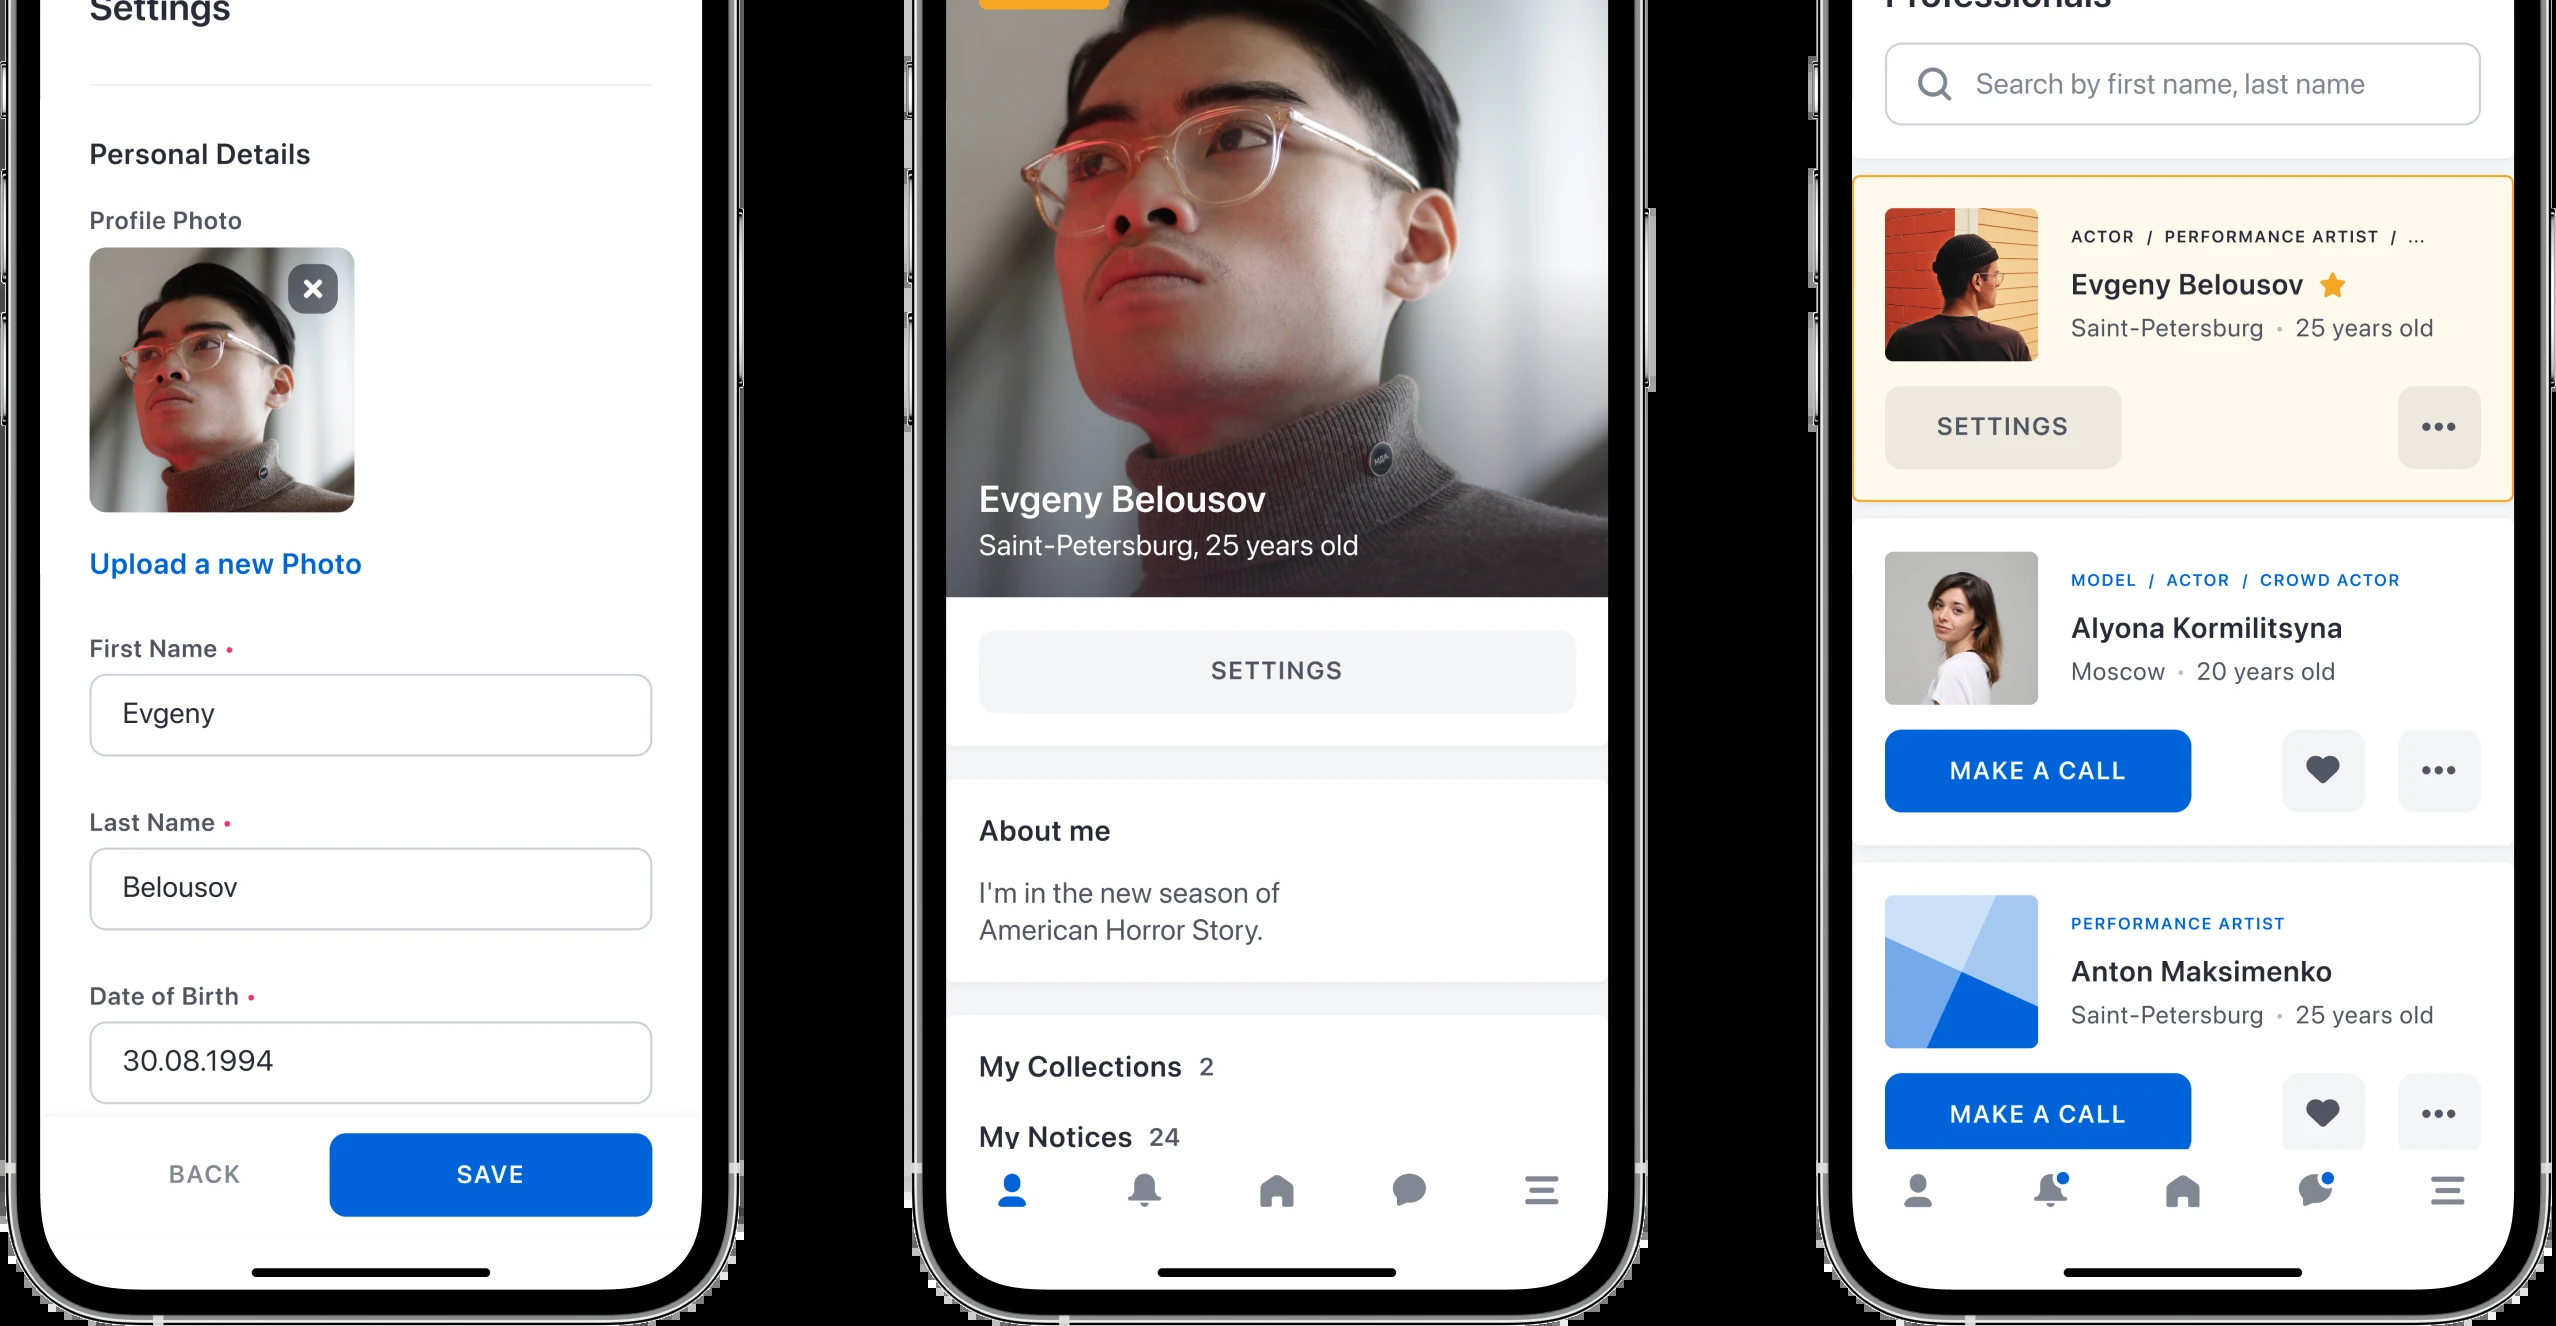 Settings
Personal Details
Profile Photo
Upload a new Photo
First Name •
Evgeny
Last Name •
Belousov
Date of Birth •
30.08.1994
BACK
SAVE
Evgeny Belousov
Saint-Petersburg, 25 years old
SETTINGS
About me
I'm in the new season of
American Horror Story.
My Collections 2
My Notices 24
Professionals
Search by first name, last name
ACTOR / PERFORMANCE ARTIST / ...
Evgeny Belousov
Saint-Petersburg • 25 years old
SETTINGS
MODEL / ACTOR / CROWD ACTOR
Alyona Kormilitsyna
Moscow • 20 years old
MAKE A CALL
PERFORMANCE ARTIST
Anton Maksimenko
Saint-Petersburg • 25 years old
MAKE A CALL